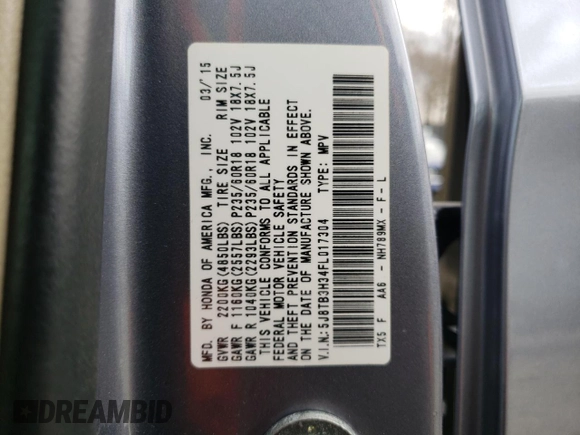 MFD. BY HONDA OF AMERICA MFG., INC. 03/'15
GVWR 2200KG(4850LBS) TIRE SIZE RIM SIZE
GAWR F 1160KG(2557LBS) P235/60R18 102V 18X7.5J
GAWR R 1040KG(2293LBS) P235/60R18 102V 18X7.5J
THIS VEHICLE CONFORMS TO ALL APPLICABLE
FEDERAL MOTOR VEHICLE SAFETY
AND THEFT PREVENTION STANDARDS IN EFFECT
ON THE DATE OF MANUFACTURE SHOWN ABOVE.
V.I.N.:5J8TB3H34FL017304 TYPE: MPV
TX5 F AA6 - NH789MX - F - L
DREAMBID